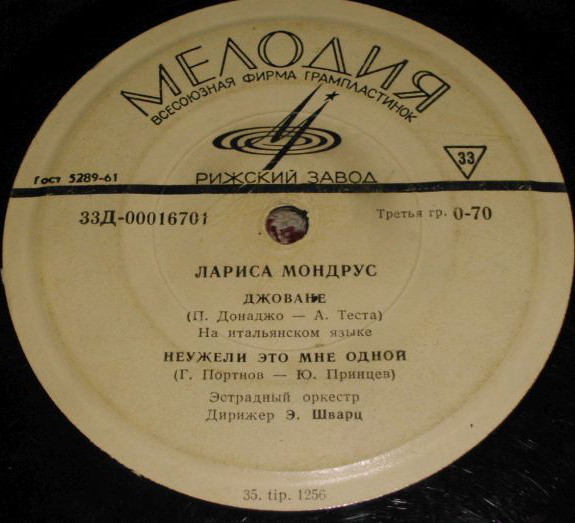 МЕЛОДИЯ
ВСЕСОЮЗНАЯ ФИРМА ГРАМПЛАСТИНОК
33
РИЖСКИЙ ЗАВОД
Гост 5289-61
33Д-00016701
Третья гр. 0-70
ЛАРИСА МОНДРУС
ДЖОВАНЕ
(П. Донаджо — А. Теста)
На итальянском языке
НЕУЖЕЛИ ЭТО МНЕ ОДНОЙ
(Г. Портнов — Ю. Принцев)
Эстрадный оркестр
Дирижер Э. Шварц
35. tip. 1256